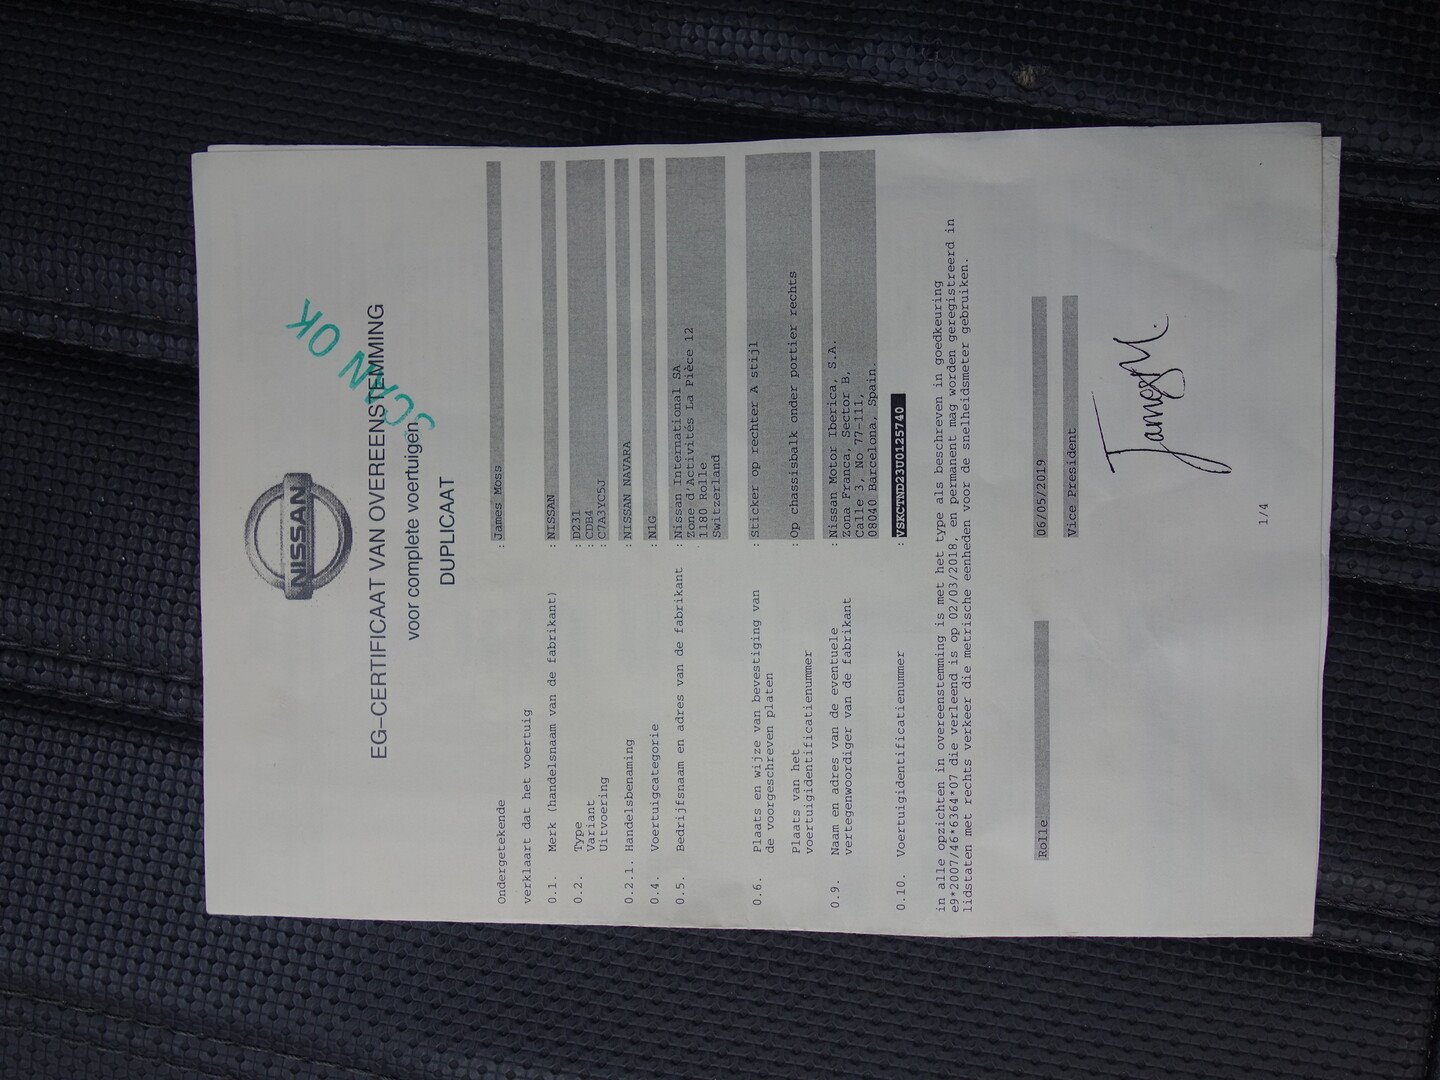 NISSAN
SCAN OK
EG-CERTIFICAAT VAN OVEREENSTEMMING
voor complete voertuigen
DUPLICAAT
Ondergetekende : James Moss
verklaart dat het voertuig
0.1. Merk (handelsnaam van de fabrikant) : NISSAN
0.2. Type : D231
Variant : CDB4
Uitvoering : C7A3YC5J
0.2.1. Handelsbenaming : NISSAN NAVARA
0.4. Voertuigcategorie : N1G
0.5. Bedrijfsnaam en adres van de fabrikant : Nissan International SA
Zone d'Activités La Pièce 12
1180 Rolle
Switzerland
0.6. Plaats en wijze van bevestiging van : Sticker op rechter A stijl
de voorgeschreven platen
Plaats van het : Op chassisbalk onder portier rechts
voertuigidentificatienummer
0.9. Naam en adres van de eventuele : Nissan Motor Iberica, S.A.
vertegenwoordiger van de fabrikant Zona Franca, Sector B,
Calle 3, No 77-111,
08040 Barcelona, Spain.
0.10. Voertuigidentificatienummer : VSKCTND23U0125740
in alle opzichten in overeenstemming is met het type als beschreven in goedkeuring
e9*2007/46*6364*07 die verleend is op 02/03/2018, en permanent mag worden geregistreerd in
lidstaten met rechts verkeer die metrische eenheden voor de snelheidsmeter gebruiken.
Rolle 06/05/2019
Vice President
James M.
1/4